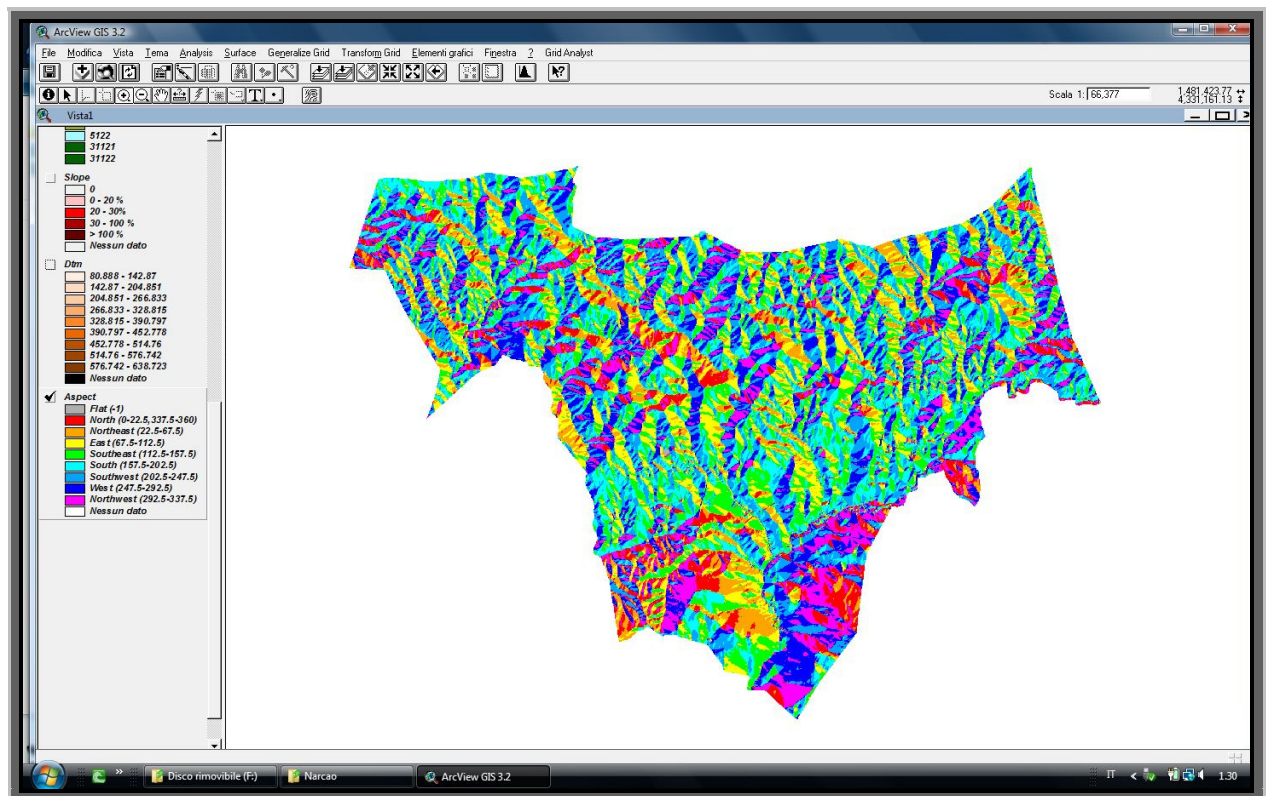 ArcView GIS 3.2
File Modifica Vista Tema Analysis Surface Generalize Grid Transform Grid Elementi grafici Finestra ? Grid Analyst
Scala 1: 66,377 1,481,423.77
4,331,161.13
Vista1
5122
31121
31122
Slope
0
0 - 20 %
20 - 30%
30 - 100 %
> 100 %
Nessun dato
Dtm
80.888 - 142.87
142.87 - 204.851
204.851 - 266.833
266.833 - 328.815
328.815 - 390.797
390.797 - 452.778
452.778 - 514.76
514.76 - 576.742
576.742 - 638.723
Nessun dato
Aspect
Flat (-1)
North (0-22.5,337.5-360)
Northeast (22.5-67.5)
East (67.5-112.5)
Southeast (112.5-157.5)
South (157.5-202.5)
Southwest (202.5-247.5)
West (247.5-292.5)
Northwest (292.5-337.5)
Nessun dato
» Disco rimovibile (F:) Narcao ArcView GIS 3.2 IT < 1.30